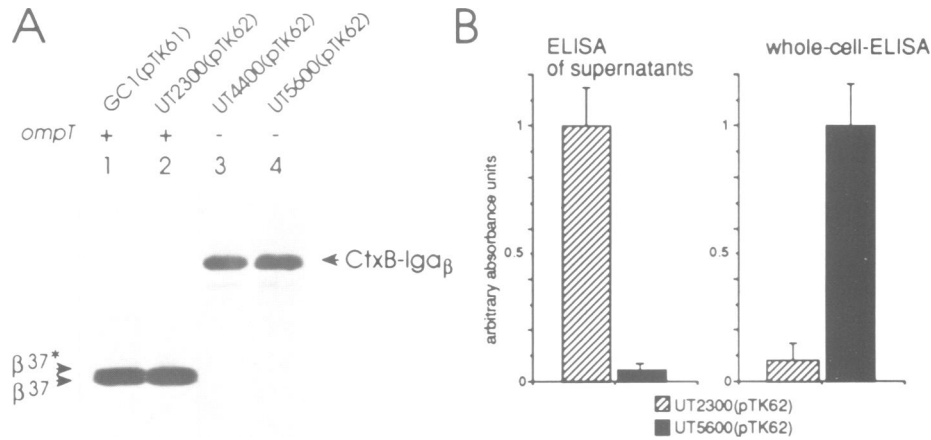 A
GC1(pTK61)
UT2300(pTK62)
UT4400(pTK62)
UT5600(pTK62)
ompT + + - -
1 2 3 4
CtxB-Igaβ
β37*
β37
B
ELISA
of supernatants
whole-cell-ELISA
arbitrary absorbance units
1
0.5
0
1
0.5
0
UT2300(pTK62)
UT5600(pTK62)